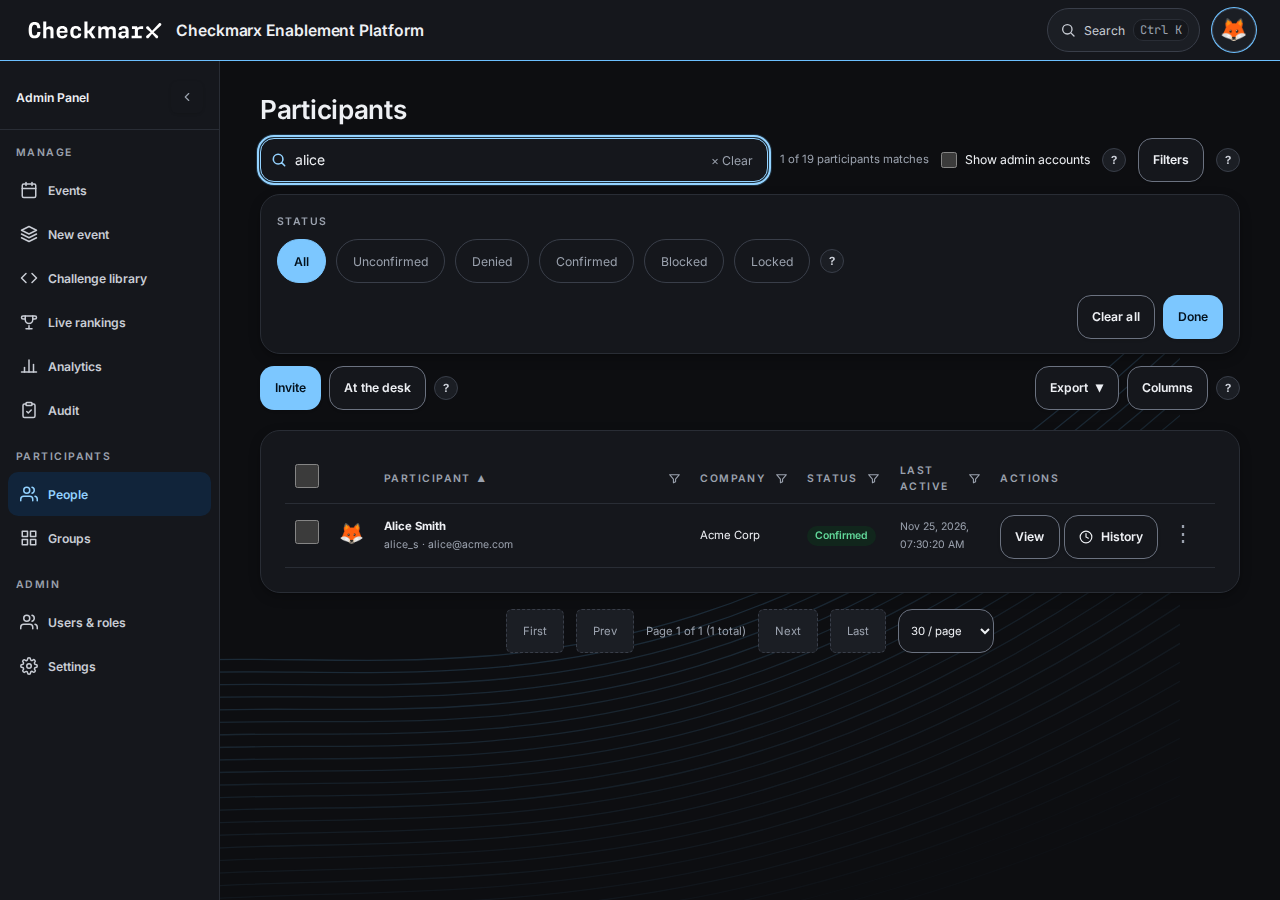 Checkmarx Checkmarx Enablement Platform Search Ctrl K
Admin Panel
MANAGE
Events
New event
Challenge library
Live rankings
Analytics
Audit
PARTICIPANTS
People
Groups
ADMIN
Users & roles
Settings
Participants
alice × Clear 1 of 19 participants matches Show admin accounts ? Filters ?
STATUS
All Unconfirmed Denied Confirmed Blocked Locked ?
Clear all Done
Invite At the desk ? Export ▼ Columns ?
PARTICIPANT ▲ COMPANY STATUS LAST ACTIVE ACTIONS
Alice Smith
alice_s · alice@acme.com
Acme Corp Confirmed
Nov 25, 2026,
07:30:20 AM
View History ⋮
First Prev Page 1 of 1 (1 total) Next Last 30 / page